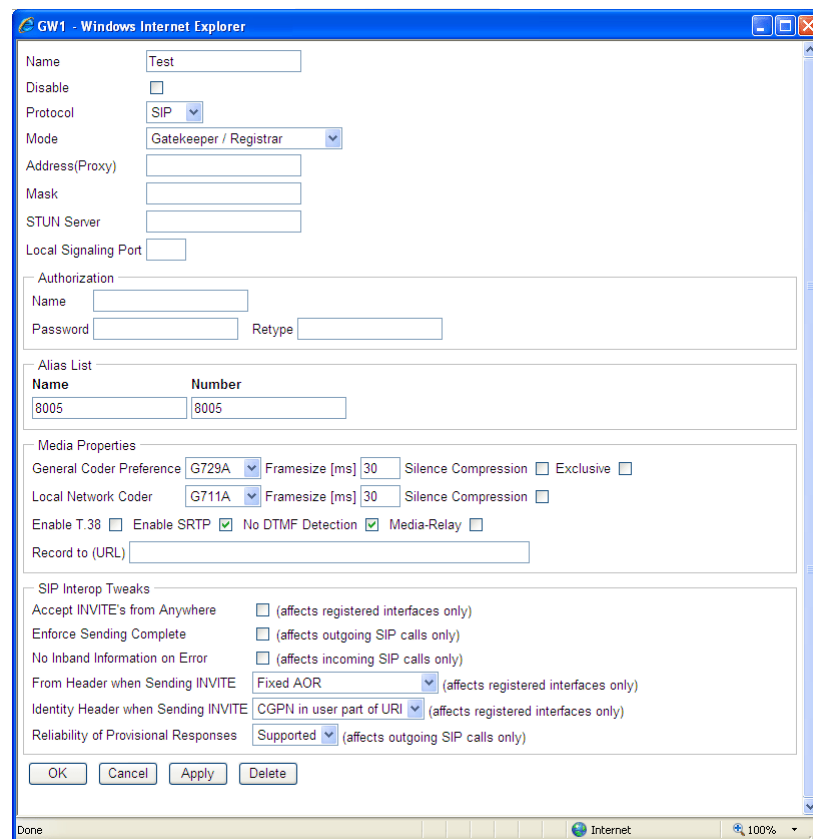 GW1 - Windows Internet Explorer
Name Test
Disable
Protocol SIP
Mode Gatekeeper / Registrar
Address(Proxy)
Mask
STUN Server
Local Signaling Port
Authorization
Name
Password Retype
Alias List
Name Number
8005 8005
Media Properties
General Coder Preference G729A Framesize [ms] 30 Silence Compression Exclusive
Local Network Coder G711A Framesize [ms] 30 Silence Compression
Enable T.38 Enable SRTP No DTMF Detection Media-Relay
Record to (URL)
SIP Interop Tweaks
Accept INVITE's from Anywhere (affects registered interfaces only)
Enforce Sending Complete (affects outgoing SIP calls only)
No Inband Information on Error (affects incoming SIP calls only)
From Header when Sending INVITE Fixed AOR (affects registered interfaces only)
Identity Header when Sending INVITE CGPN in user part of URI (affects registered interfaces only)
Reliability of Provisional Responses Supported (affects outgoing SIP calls only)
OK Cancel Apply Delete
Done Internet 100%